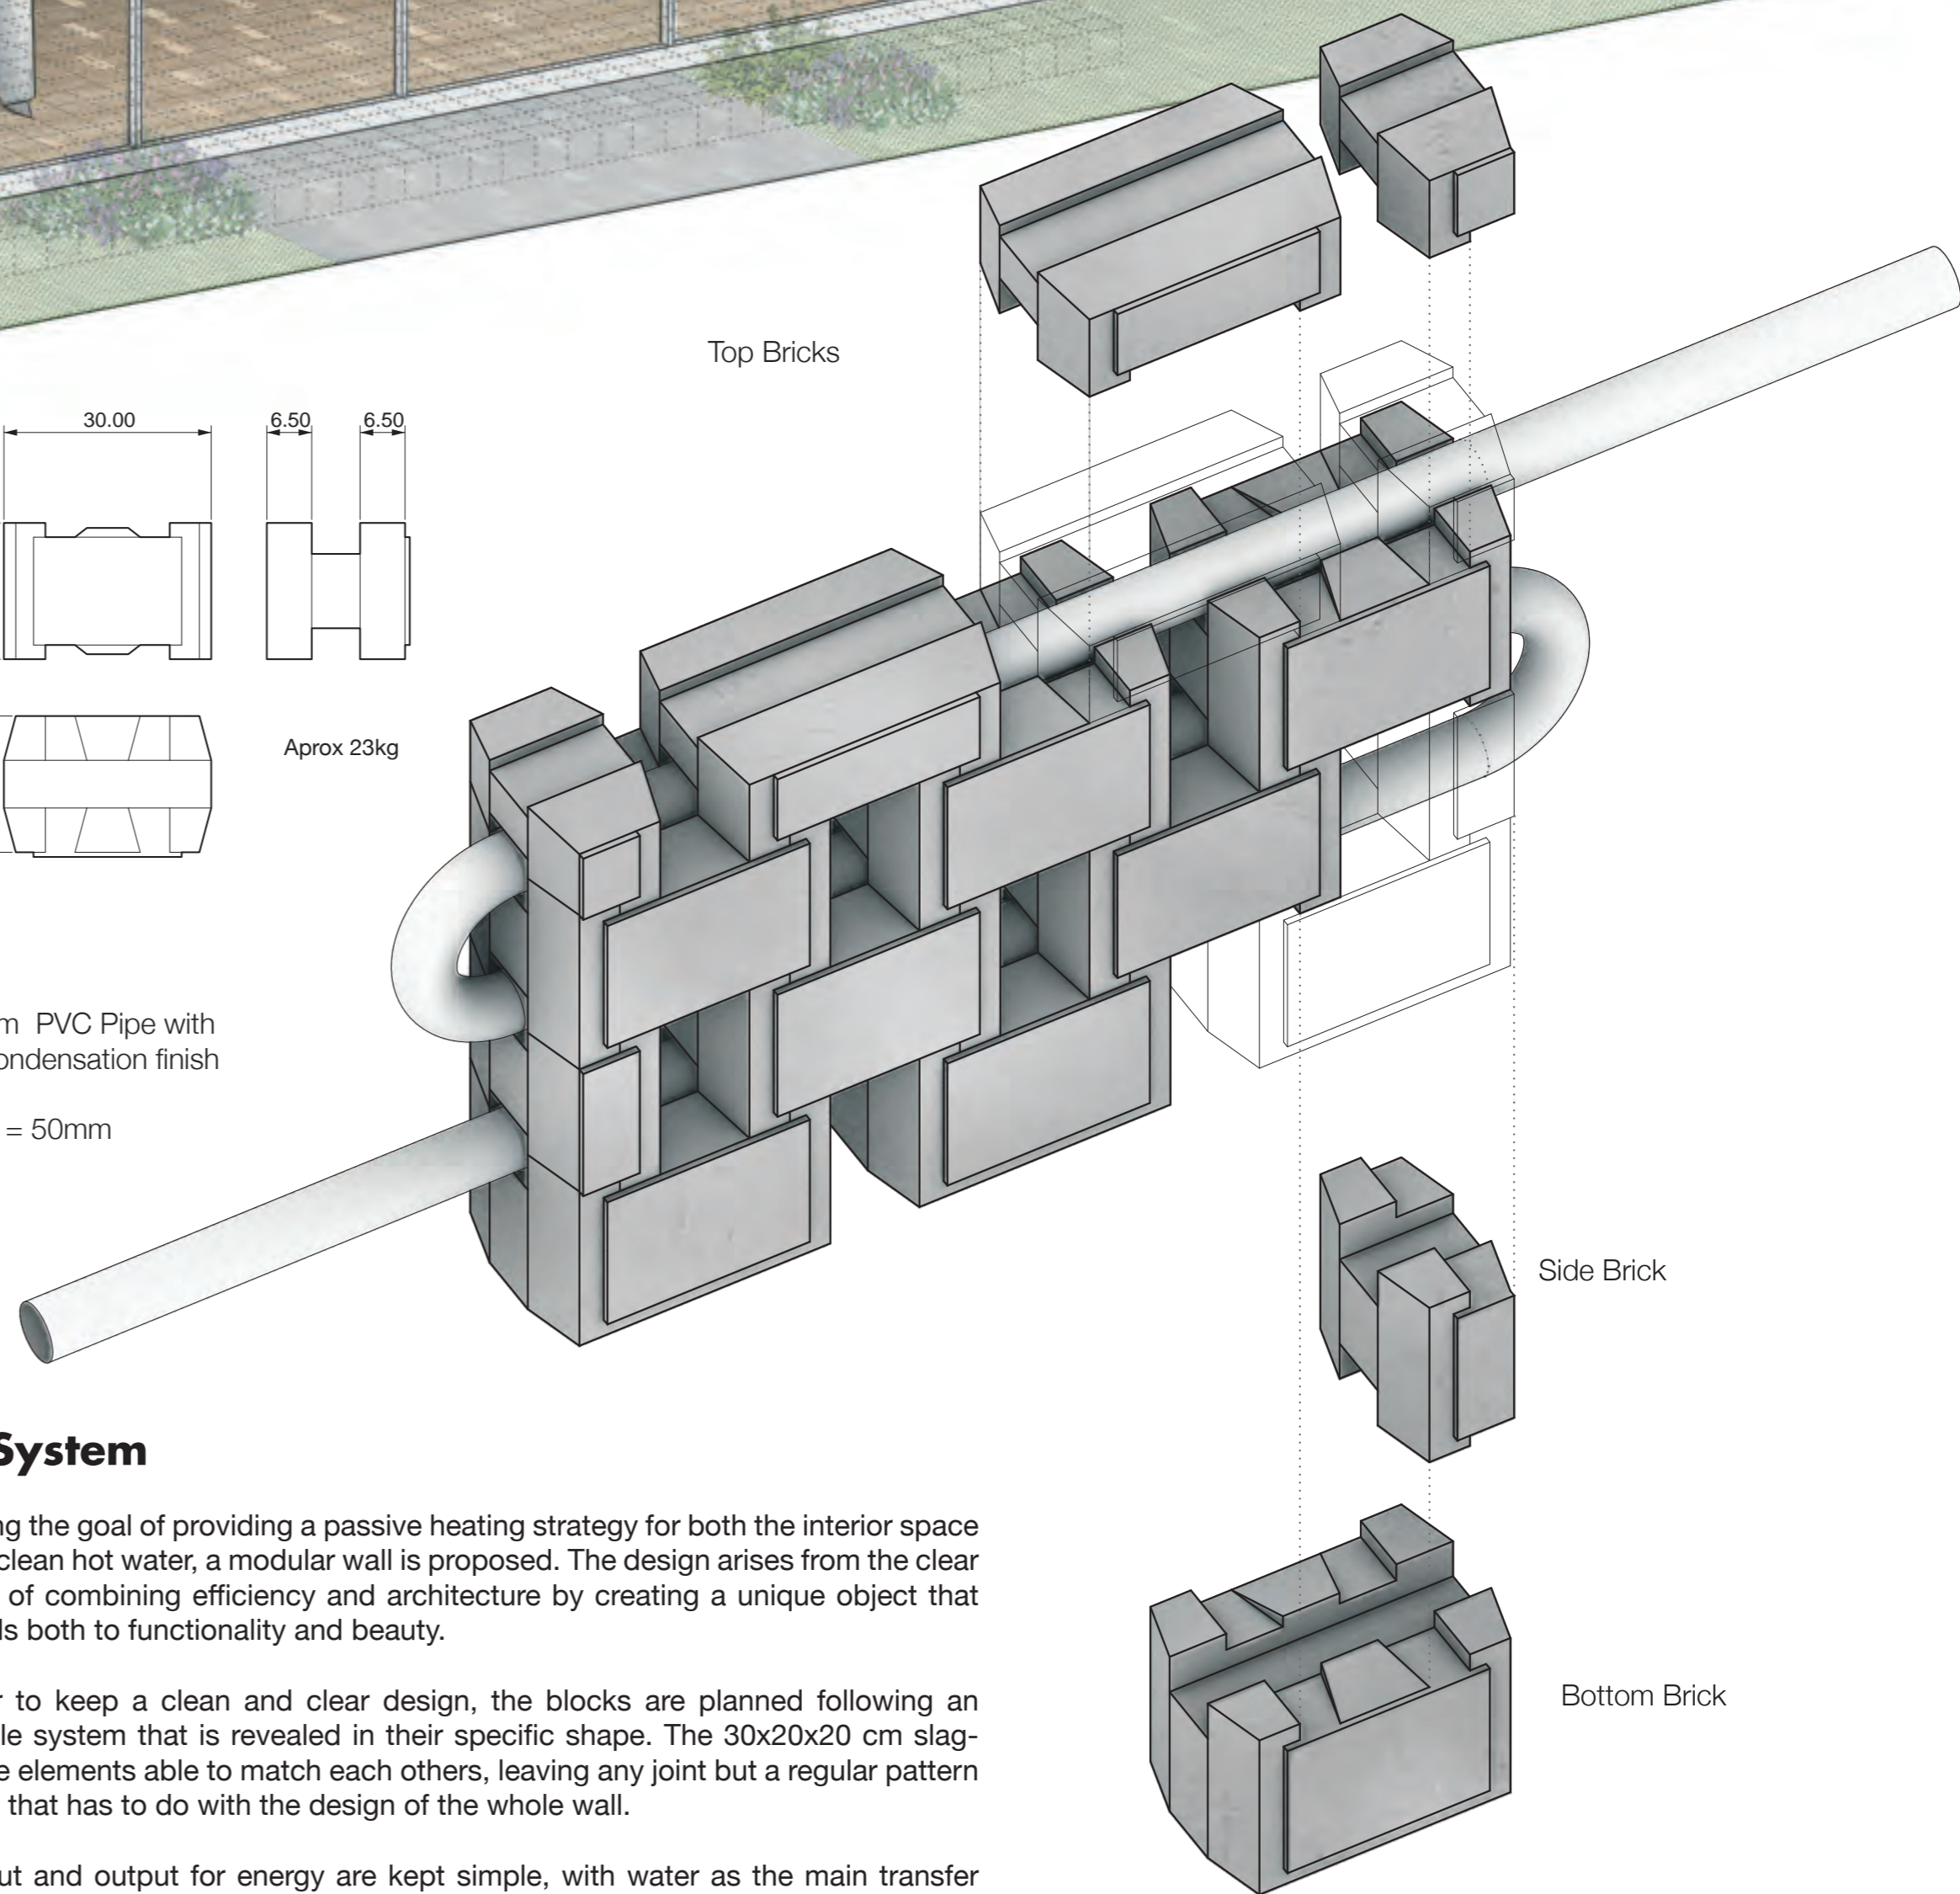 Top Bricks
30.00
6.50
6.50
Aprox 23kg
PVC Pipe with
finish
= 50mm
Side Brick
System
the goal of providing a passive heating strategy for both the interior space
clean hot water, a modular wall is proposed. The design arises from the clear
of combining efficiency and architecture by creating a unique object that
both to functionality and beauty.
to keep a clean and clear design, the blocks are planned following an
system that is revealed in their specific shape. The 30x20x20 cm slag-
elements able to match each others, leaving any joint but a regular pattern
that has to do with the design of the whole wall.
and output for energy are kept simple, with water as the main transfer
Bottom Brick